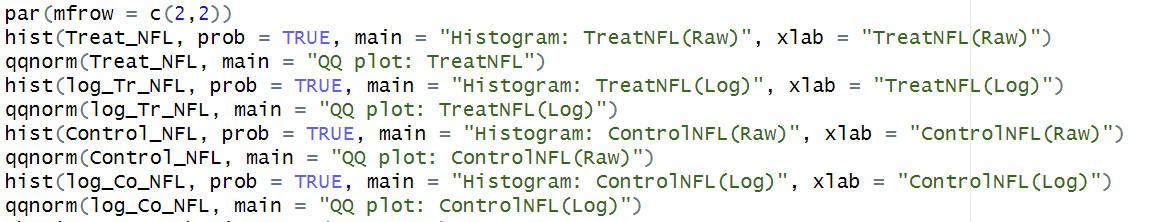 par(mfrow = c(2,2))
hist(Treat_NFL, prob = TRUE, main = "Histogram: TreatNFL(Raw)", xlab = "TreatNFL(Raw)")
qqnorm(Treat_NFL, main = "QQ plot: TreatNFL")
hist(log_Tr_NFL, prob = TRUE, main = "Histogram: TreatNFL(Log)", xlab = "TreatNFL(Log)")
qqnorm(log_Tr_NFL, main = "QQ plot: TreatNFL(Log)")
hist(Control_NFL, prob = TRUE, main = "Histogram: ControlNFL(Raw)", xlab = "ControlNFL(Raw)")
qqnorm(Control_NFL, main = "QQ plot: ControlNFL(Raw)")
hist(log_Co_NFL, prob = TRUE, main = "Histogram: ControlNFL(Log)", xlab = "ControlNFL(Log)")
qqnorm(log_Co_NFL, main = "QQ plot: ControlNFL(Log)")